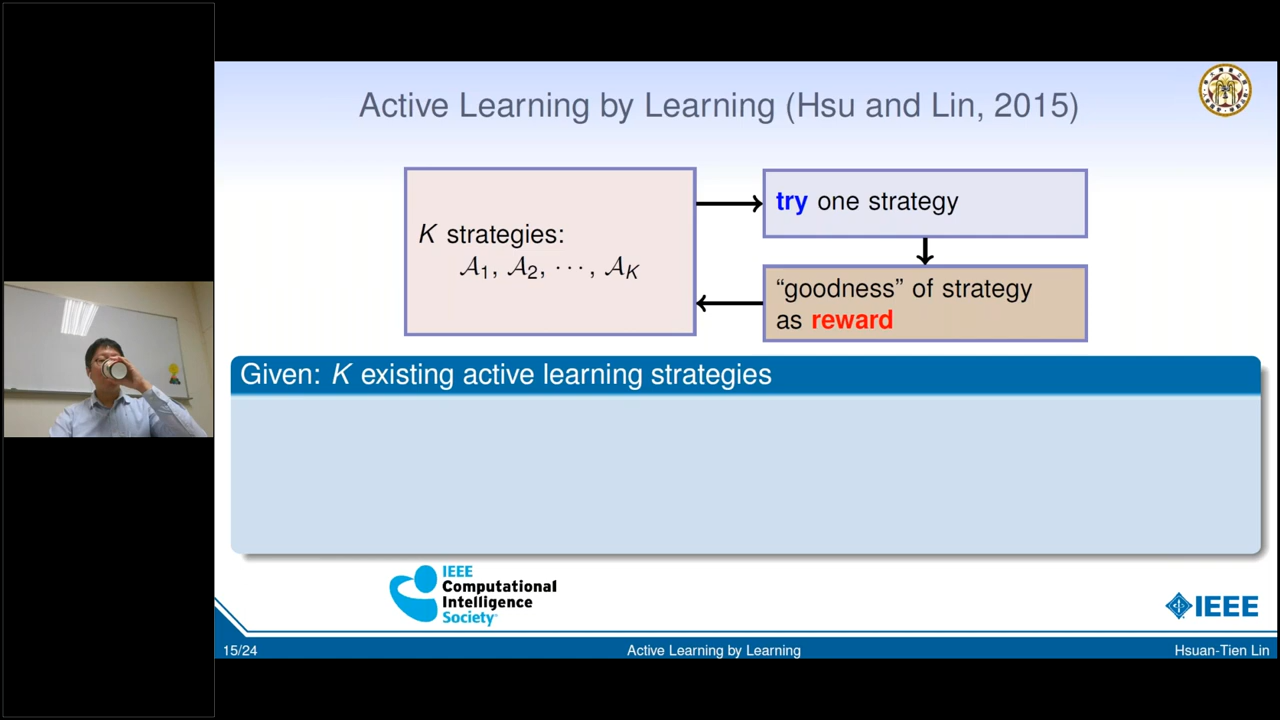 Active Learning by Learning (Hsu and Lin, 2015)
K strategies:
𝒜1, 𝒜2, ⋯, 𝒜K
try one strategy
“goodness” of strategy
as reward
Given: K existing active learning strategies
IEEE
Computational
Intelligence
Society
IEEE
15/24
Active Learning by Learning
Hsuan-Tien Lin